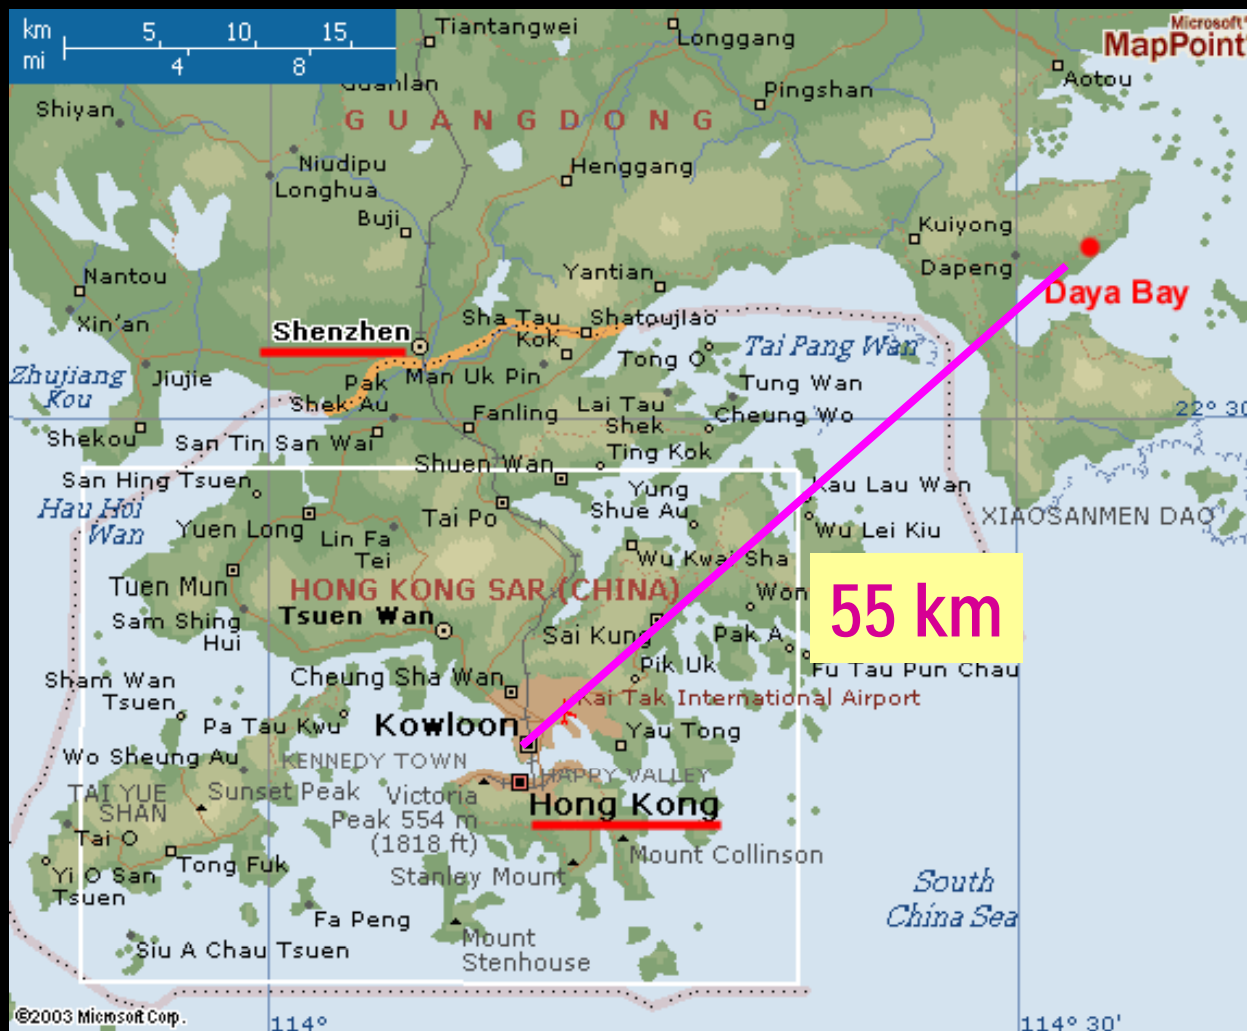 km 5 10 15
mi 4 8
Tiantangwei
Longgang
Microsoft®
MapPoint®
Aotou
Guanlan
Pingshan
Shiyan
GUANGDONG
Niudipu
Longhua
Henggang
Buji
Kuiyong
Nantou
Yantian
Dapeng
Daya Bay
Xin'an
Sha Tau
Kok
Shatoujiao
Shenzhen
Tong O
Tai Pang Wan
Zhujiang
Kou
Jiujie
Pak
Shek Au
Man Uk Pin
Tung Wan
22° 30
Shekou
San Tin
San Wai
Fanling
Lai Tau
Shek
Cheung Wo
Shuen Wan
Ting Kok
San Hing Tsuen
Yung
Shue Au
Kau Lau Wan
Hau Hoi
Wan
Yuen Long
Tai Po
Wu Lei Kiu
XIAOSANMEN DAO
Lin Fa
Tei
Wu Kwai Sha
Tuen Mun
HONG KONG SAR (CHINA)
Won
55 km
Sam Shing
Hui
Tsuen Wan
Sai Kung
Pak A
Pik Uk
Fu Tau Pun Chau
Sham Wan
Tsuen
Cheung Sha Wan
Kai Tak International Airport
Pa Tau Kwu
Kowloon
Yau Tong
Wo Sheung Au
KENNEDY TOWN
HAPPY VALLEY
TAI YUE
SHAN
Sunset Peak
Victoria
Peak 554 m
(1818 ft)
Hong Kong
Tai O
Mount Collinson
Yi O San
Tsuen
Tong Fuk
Stanley Mount
South
China Sea
Fa Peng
Siu A Chau Tsuen
Mount
Stenhouse
©2003 Microsoft Corp.
114°
114° 30'